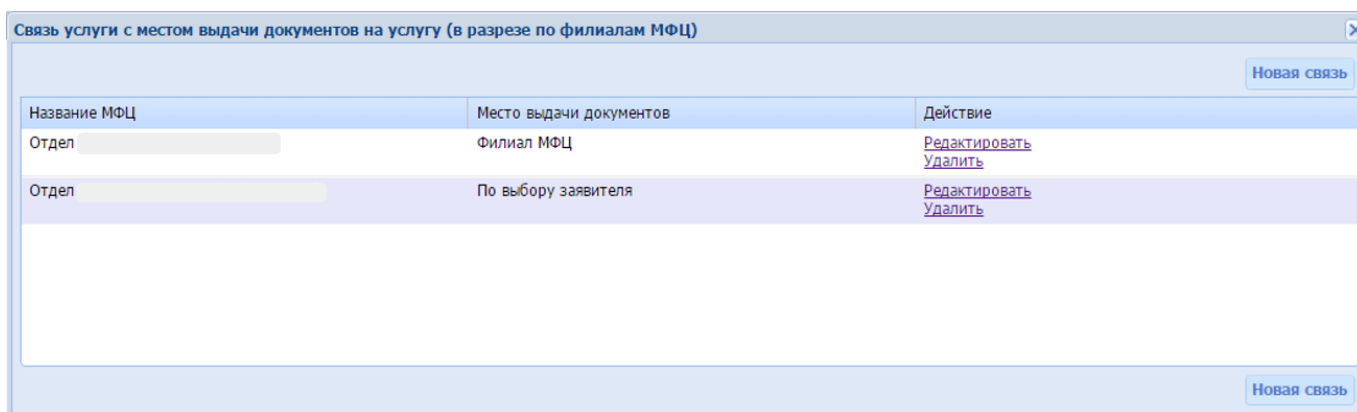 Связь услуги с местом выдачи документов на услугу (в разрезе по филиалам МФЦ)
Новая связь
Название МФЦ Место выдачи документов Действие
Отдел Филиал МФЦ Редактировать
Удалить
Отдел По выбору заявителя Редактировать
Удалить
Новая связь